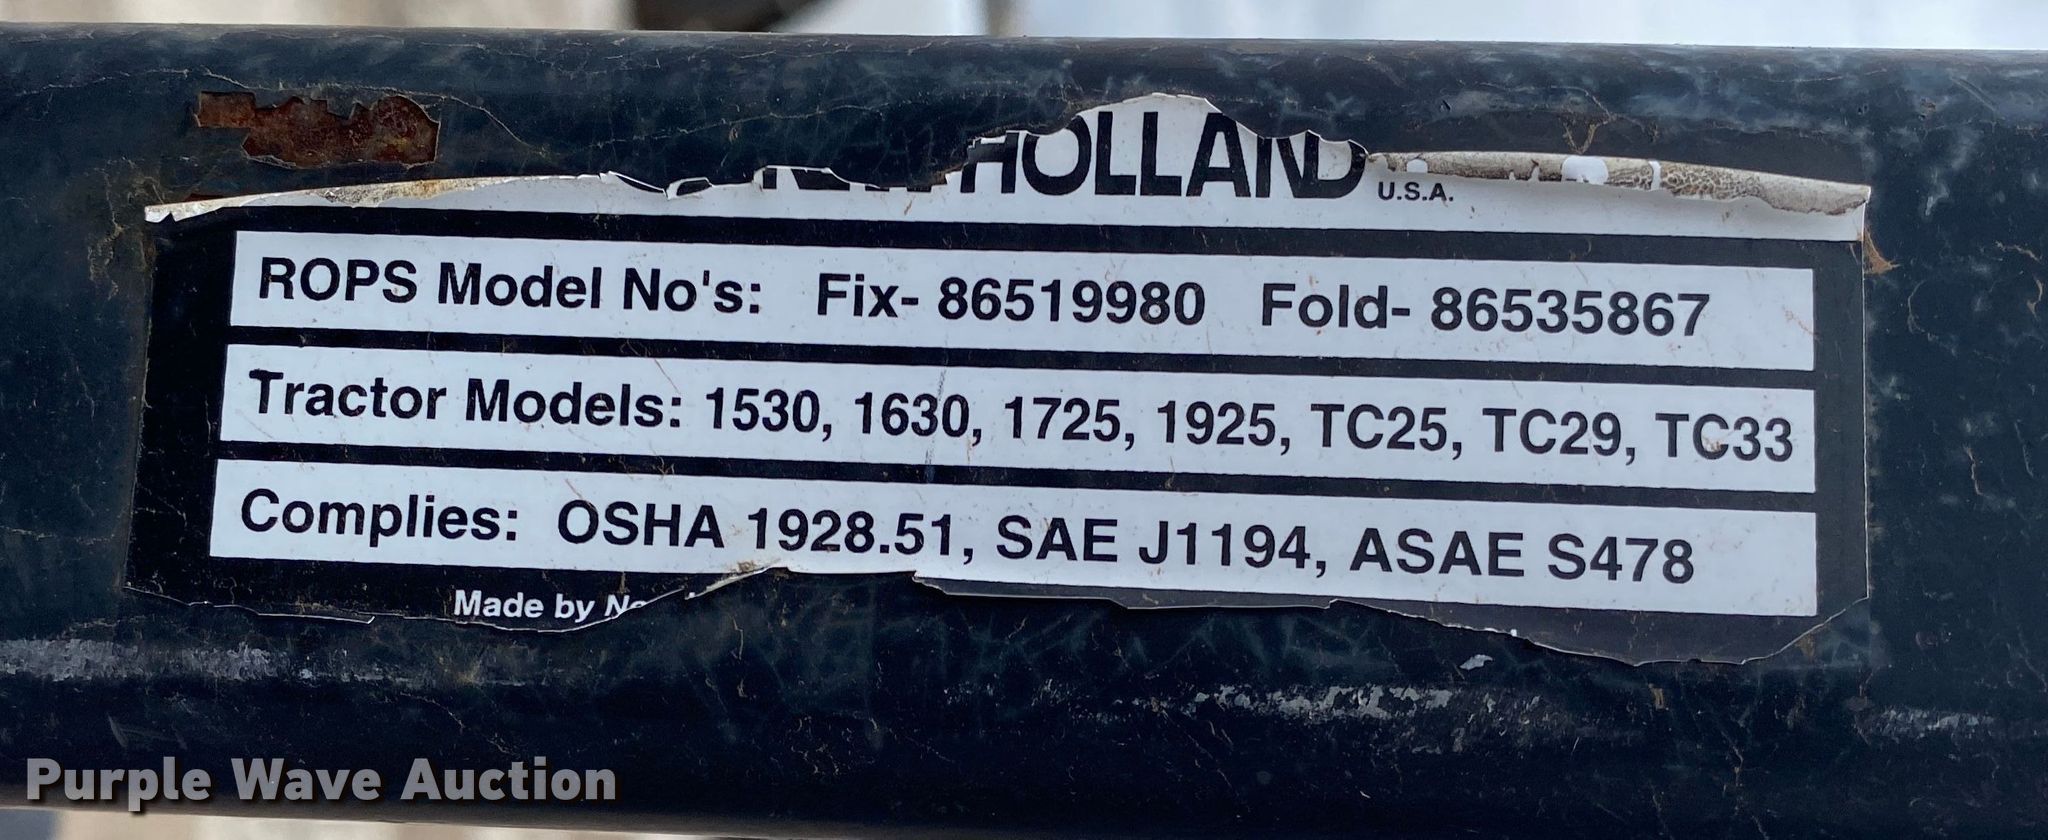 HOLLAND
U.S.A.
ROPS Model No's: Fix- 86519980 Fold- 86535867
Tractor Models: 1530, 1630, 1725, 1925, TC25, TC29, TC33
Complies: OSHA 1928.51, SAE J1194, ASAE S478
Made by
Purple Wave Auction